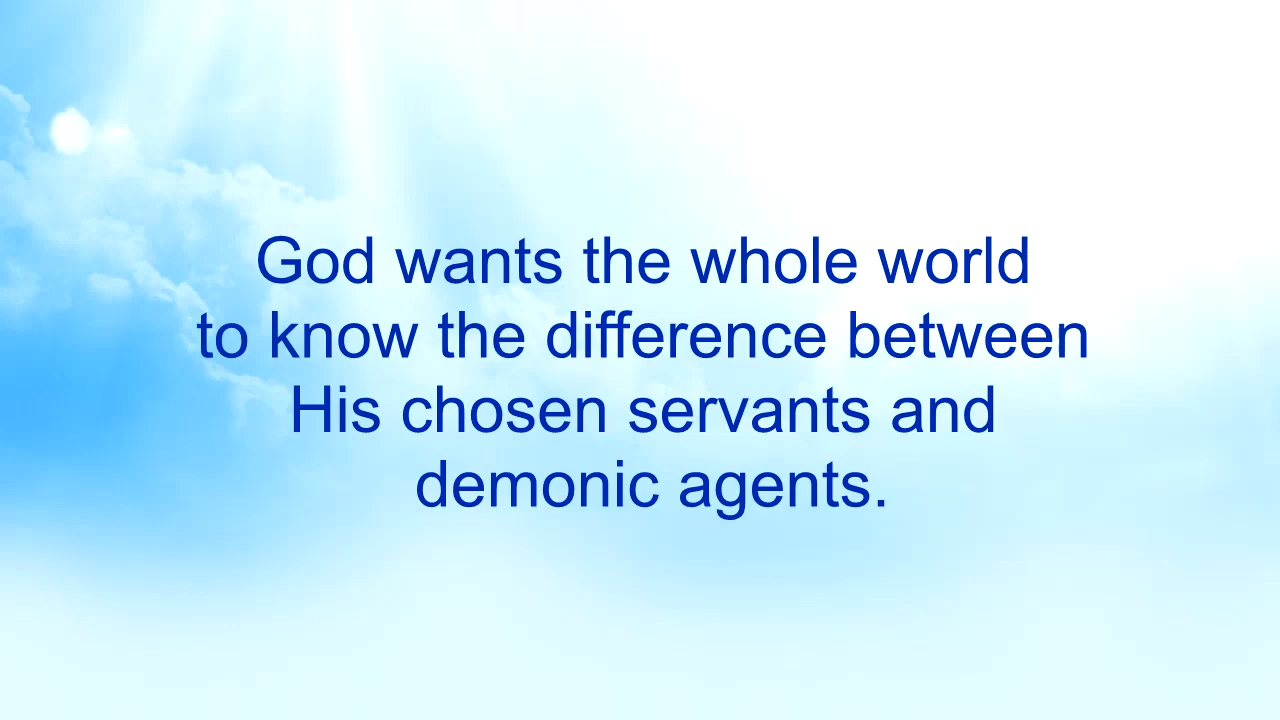 God wants the whole world
to know the difference between
His chosen servants and
demonic agents.